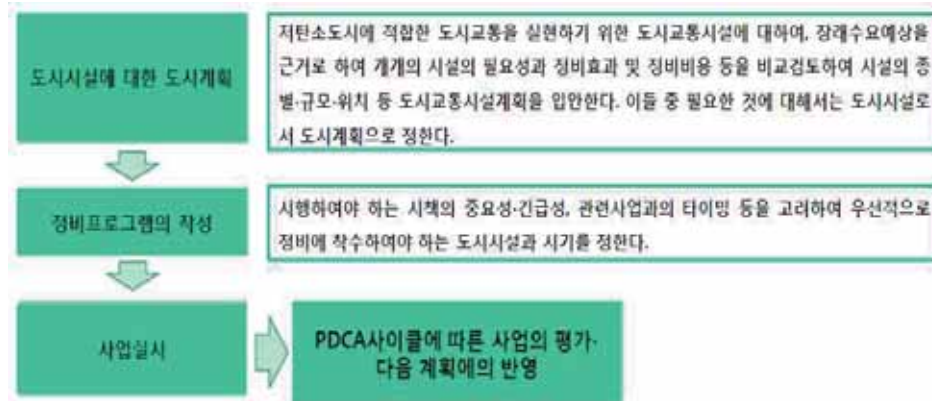 도시시설에 대한 도시계획
저탄소도시에 적합한 도시교통을 실현하기 위한 도시교통시설에 대하여, 장래수요예상을
근거로 하여 개개의 시설의 필요성과 정비효과 및 정비비용 등을 비교검토하여 시설의 종
별·규모·위치 등 도시교통시설계획을 입안한다. 이들 중 필요한 것에 대해서는 도시시설로
서 도시계획으로 정한다.
정비프로그램의 작성
시행하여야 하는 시책의 중요성·긴급성, 관련사업과의 타이밍 등을 고려하여 우선적으로
정비에 착수하여야 하는 도시시설과 시기를 정한다.
사업실시
PDCA사이클에 따른 사업의 평가·
다음 계획에의 반영